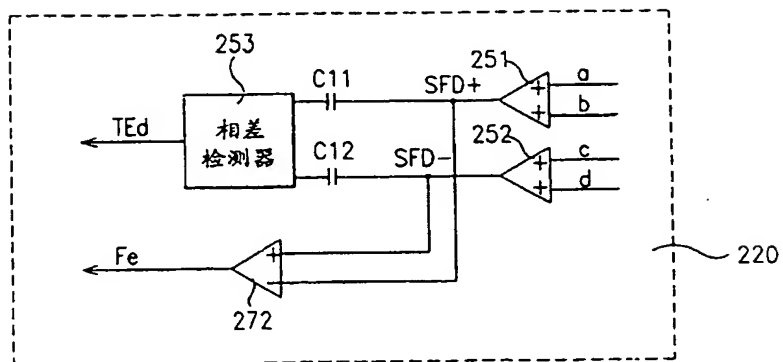 253
251
C11
SFD+
+
a
+
b
TEd
相差
检测器
252
C12
SFD-
+
c
+
d
Fe
+
-
272
220